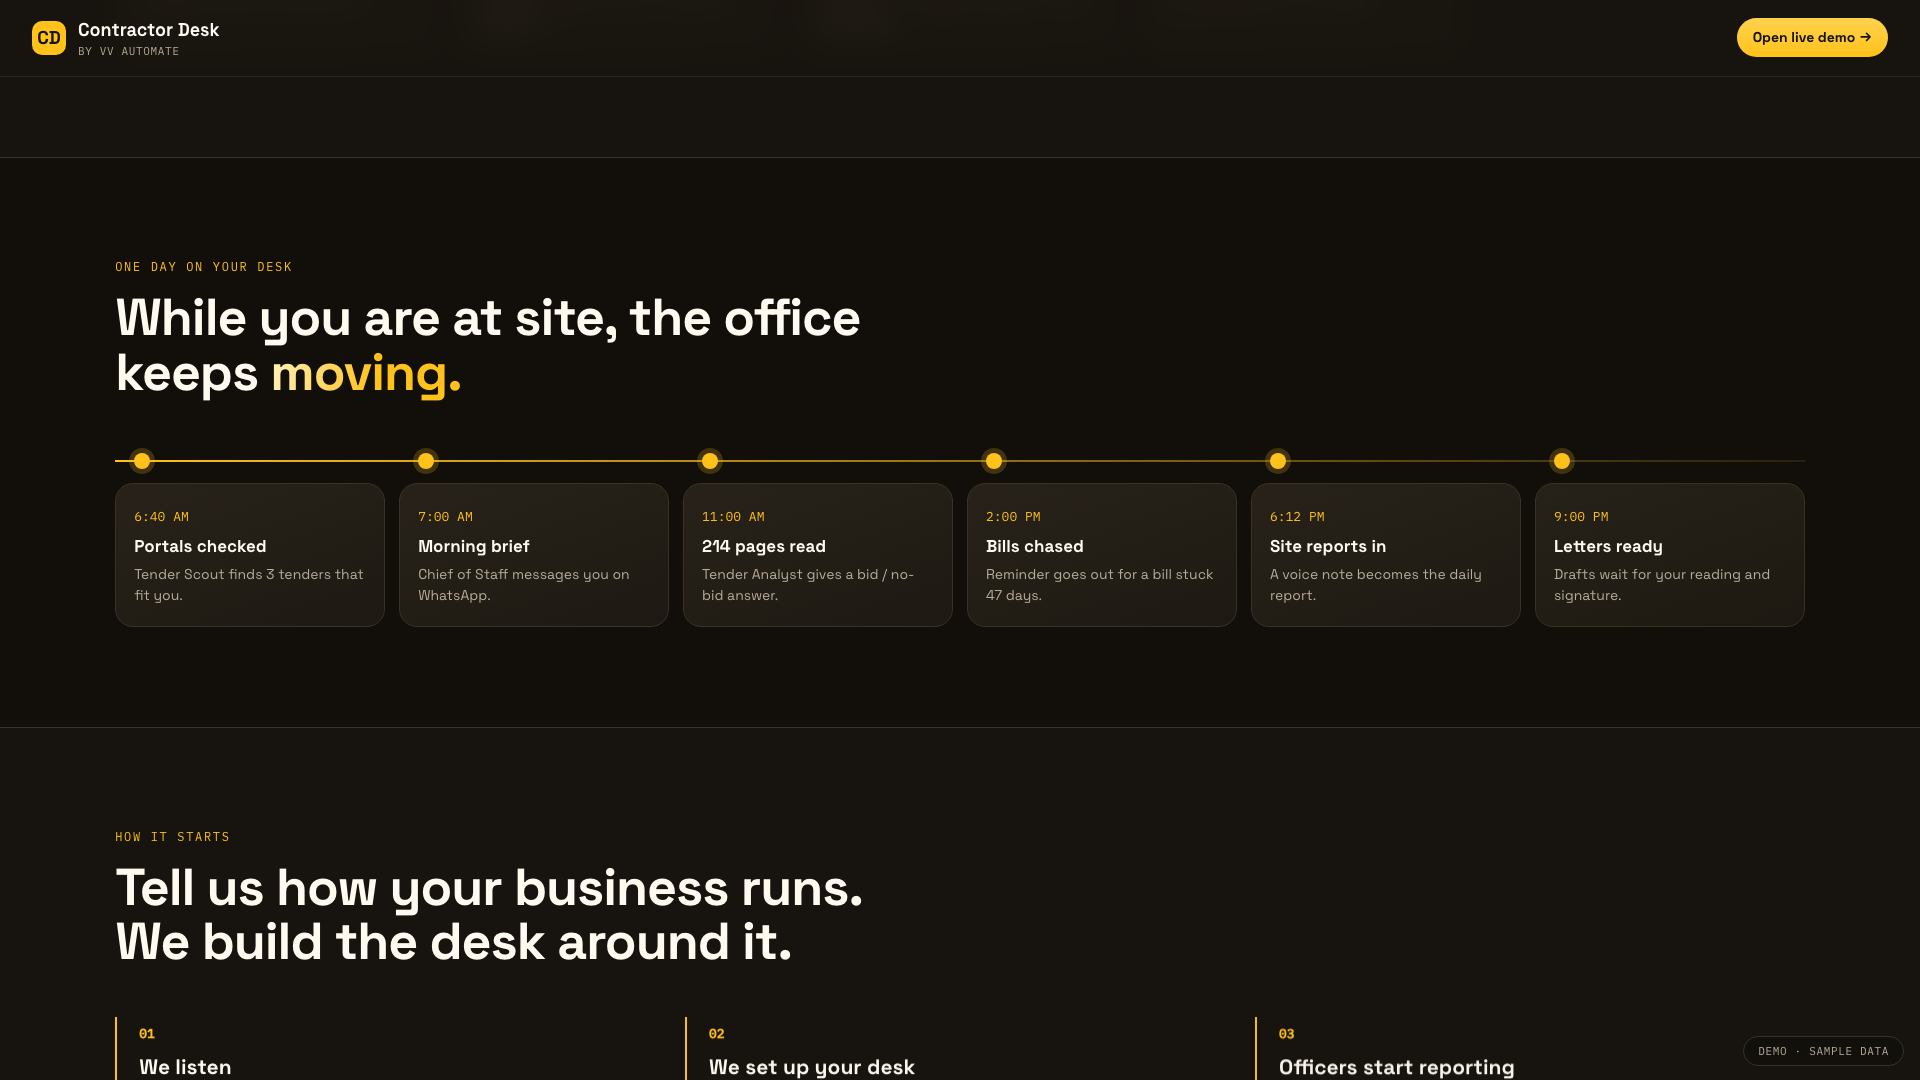 CD
Contractor Desk
BY VV AUTOMATE
Open live demo →
ONE DAY ON YOUR DESK
While you are at site, the office
keeps moving.
6:40 AM
Portals checked
Tender Scout finds 3 tenders that
fit you.
7:00 AM
Morning brief
Chief of Staff messages you on
WhatsApp.
11:00 AM
214 pages read
Tender Analyst gives a bid / no-
bid answer.
2:00 PM
Bills chased
Reminder goes out for a bill stuck
47 days.
6:12 PM
Site reports in
A voice note becomes the daily
report.
9:00 PM
Letters ready
Drafts wait for your reading and
signature.
HOW IT STARTS
Tell us how your business runs.
We build the desk around it.
01
We listen
02
We set up your desk
03
Officers start reporting
DEMO · SAMPLE DATA